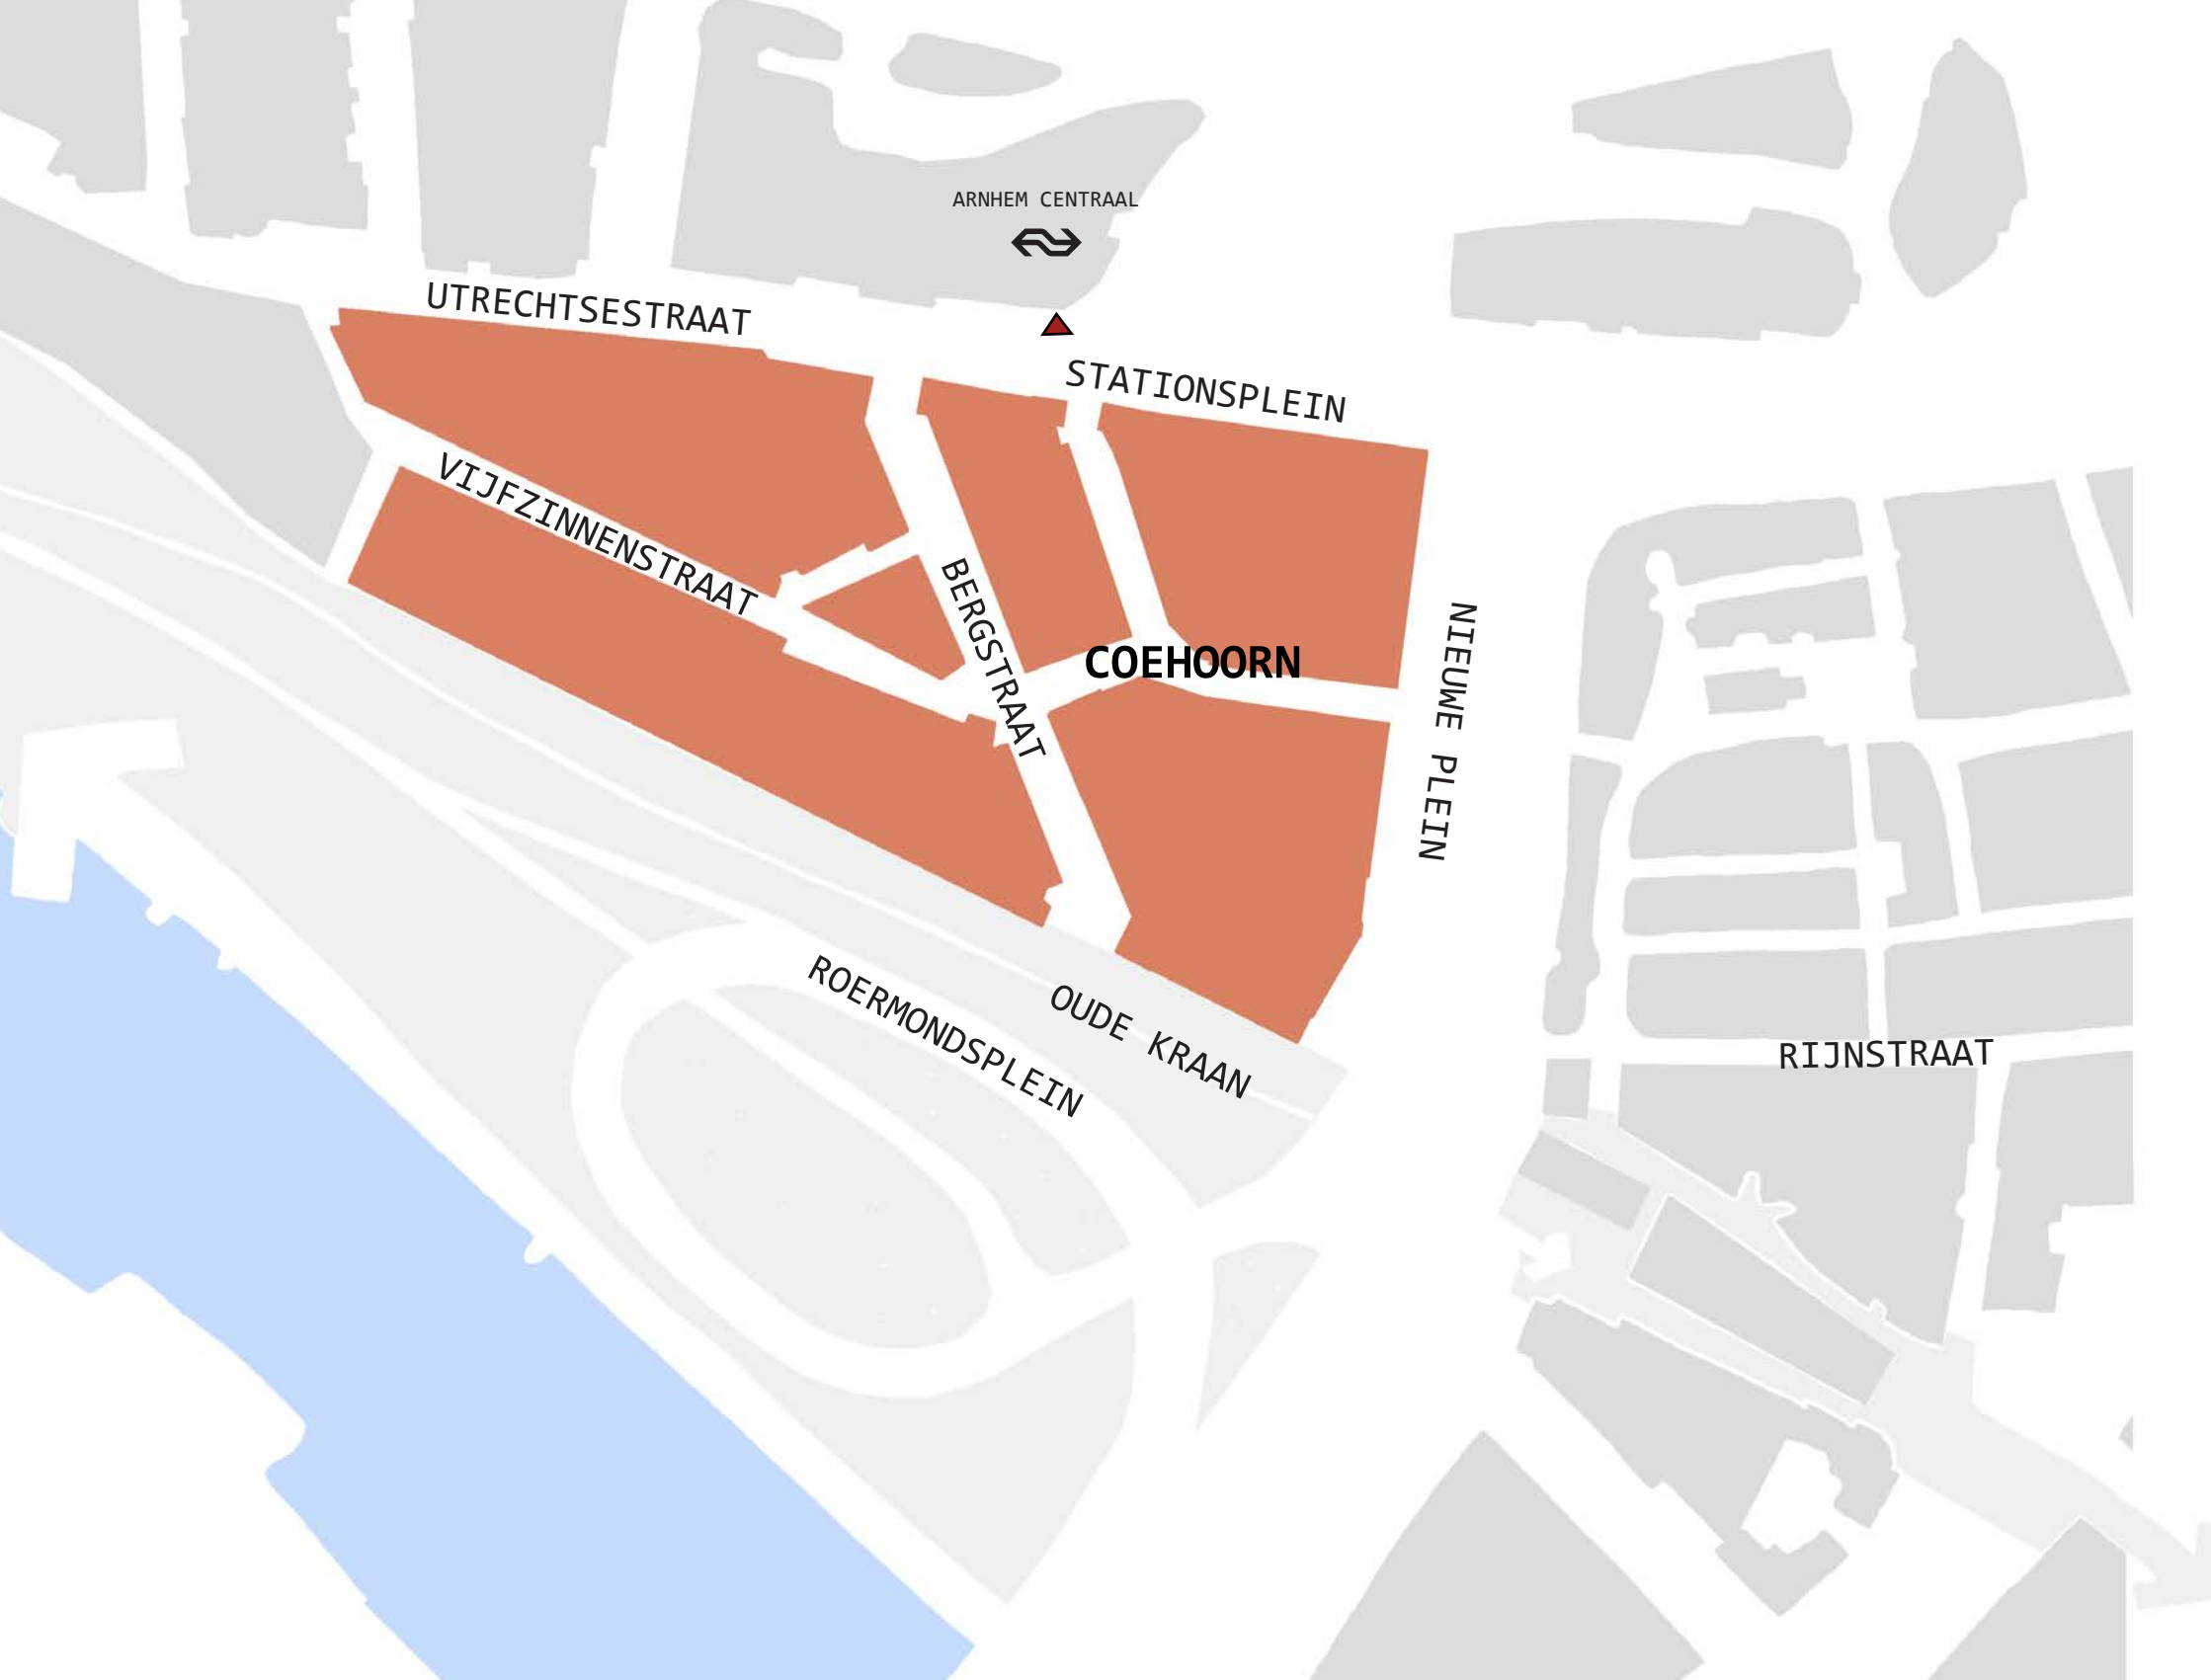 ARNHEM CENTRAAL
UTRECHTSESTRAAT
STATIONSPLEIN
VIJFZINNENSTRAAT
BERGSTRAAT
COEHOORN
NIEUWE PLEIN
ROERMONDSPLEIN
OUDE KRAAN
RIJNSTRAAT